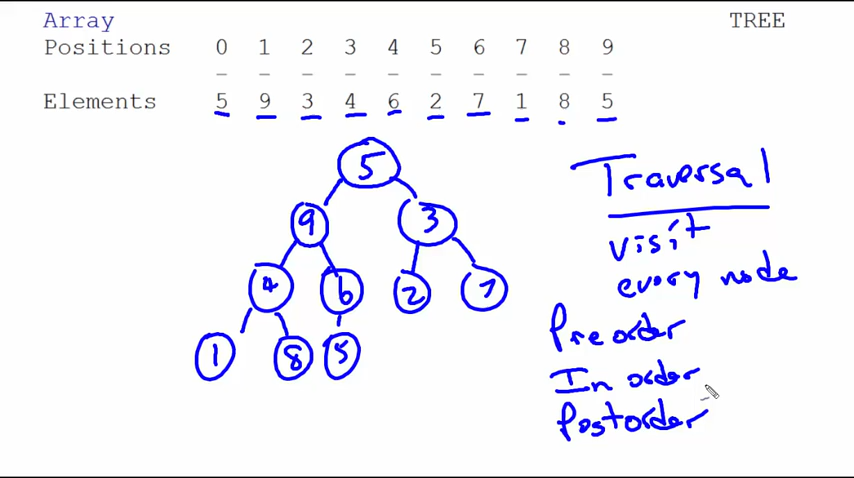 Array TREE
Positions 0 1 2 3 4 5 6 7 8 9
- - - - - - - - - -
Elements 5 9 3 4 6 2 7 1 8 5
5
9 3
4 6 2 7
1 8 5
Traversal
visit
every node
Preorder
In order
Postorder